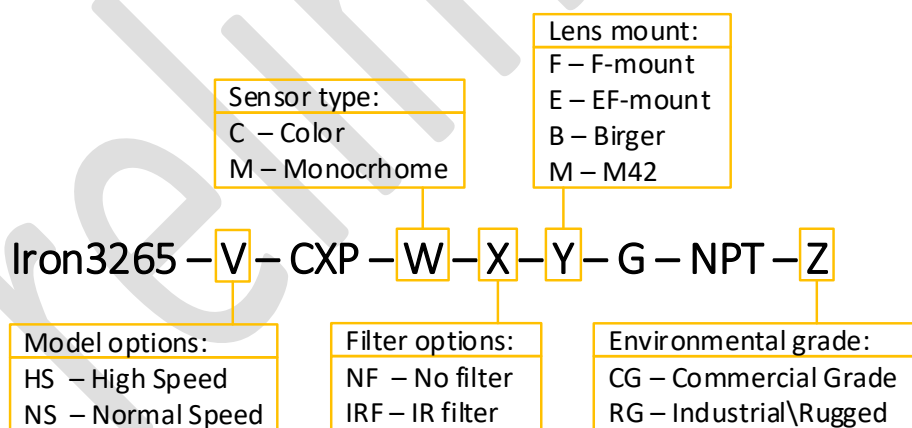 Lens mount:
F – F-mount
E – EF-mount
B – Birger
M – M42
Sensor type:
C – Color
M – Monocrhome
Iron3265 – V – CXP – W – X – Y – G – NPT – Z
Model options:
HS – High Speed
NS – Normal Speed
Filter options:
NF – No filter
IRF – IR filter
Environmental grade:
CG – Commercial Grade
RG – Industrial\Rugged